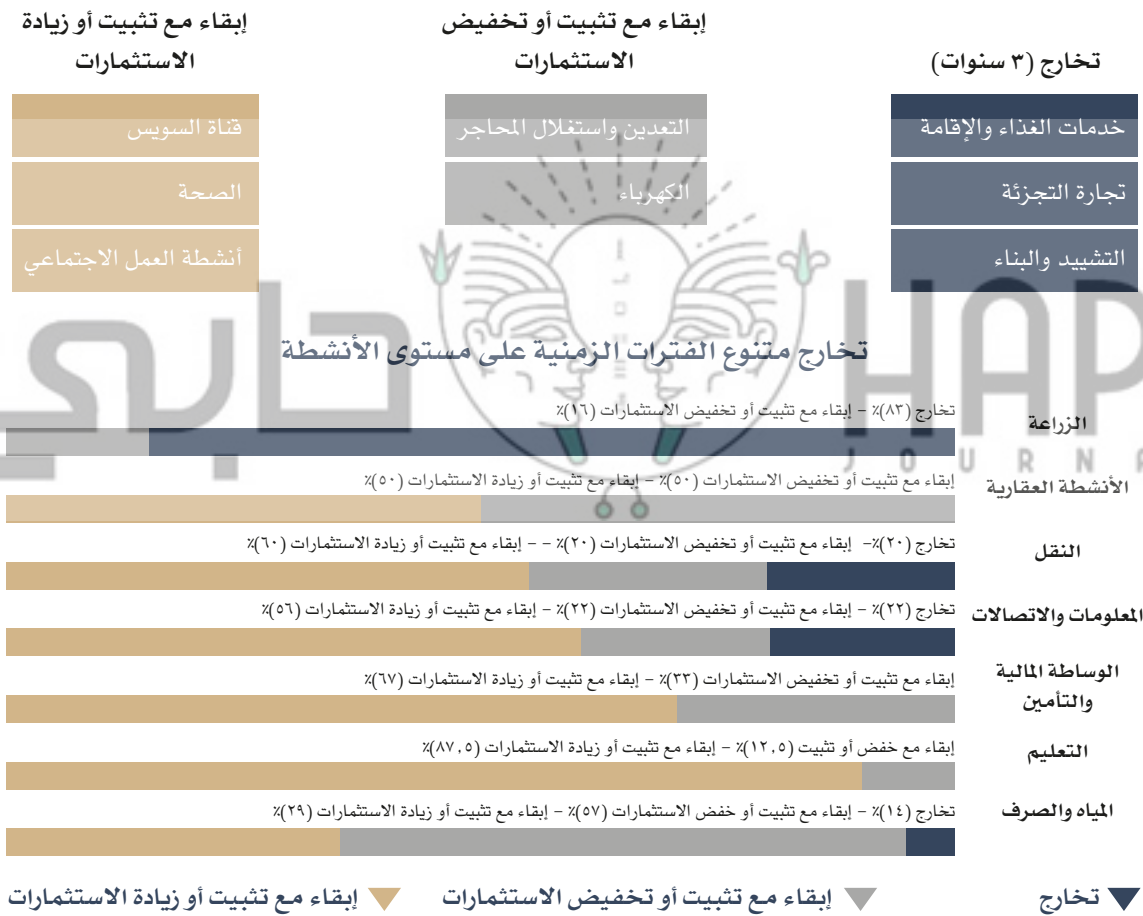 تخارج (٣ سنوات)
خدمات الغذاء والإقامة
تجارة التجزئة
التشييد والبناء
إبقاء مع تثبيت أو تخفيض
الاستثمارات
التعدين واستغلال المحاجر
الكهرباء
إبقاء مع تثبيت أو زيادة
الاستثمارات
قناة السويس
الصحة
أنشطة العمل الاجتماعي
حابي
HAP
JOURNA
تخارج متنوع الفترات الزمنية على مستوى الأنشطة
الزراعة
تخارج (٨٣)٪ – إبقاء مع تثبيت أو تخفيض الاستثمارات (١٦)٪
الأنشطة العقارية
إبقاء مع تثبيت أو تخفيض الاستثمارات (٥٠)٪ – إبقاء مع تثبيت أو زيادة الاستثمارات (٥٠)٪
النقل
تخارج (٢٠)٪– إبقاء مع تثبيت أو تخفيض الاستثمارات (٢٠)٪ – – إبقاء مع تثبيت أو زيادة الاستثمارات (٦٠)٪
المعلومات والاتصالات
تخارج (٢٢)٪ – إبقاء مع تثبيت أو تخفيض الاستثمارات (٢٢)٪ – إبقاء مع تثبيت أو زيادة الاستثمارات (٥٦)٪
الوساطة المالية
والتأمين
إبقاء مع تثبيت أو تخفيض الاستثمارات (٣٣)٪ – إبقاء مع تثبيت أو زيادة الاستثمارات (٦٧)٪
التعليم
إبقاء مع خفض أو تثبيت (١٢,٥)٪ – إبقاء مع تثبيت أو زيادة الاستثمارات (٨٧,٥)٪
المياه والصرف
تخارج (١٤)٪ – إبقاء مع تثبيت أو خفض الاستثمارات (٥٧)٪ – إبقاء مع تثبيت أو زيادة الاستثمارات (٢٩)٪
تخارج
إبقاء مع تثبيت أو تخفيض الاستثمارات
إبقاء مع تثبيت أو زيادة الاستثمارات